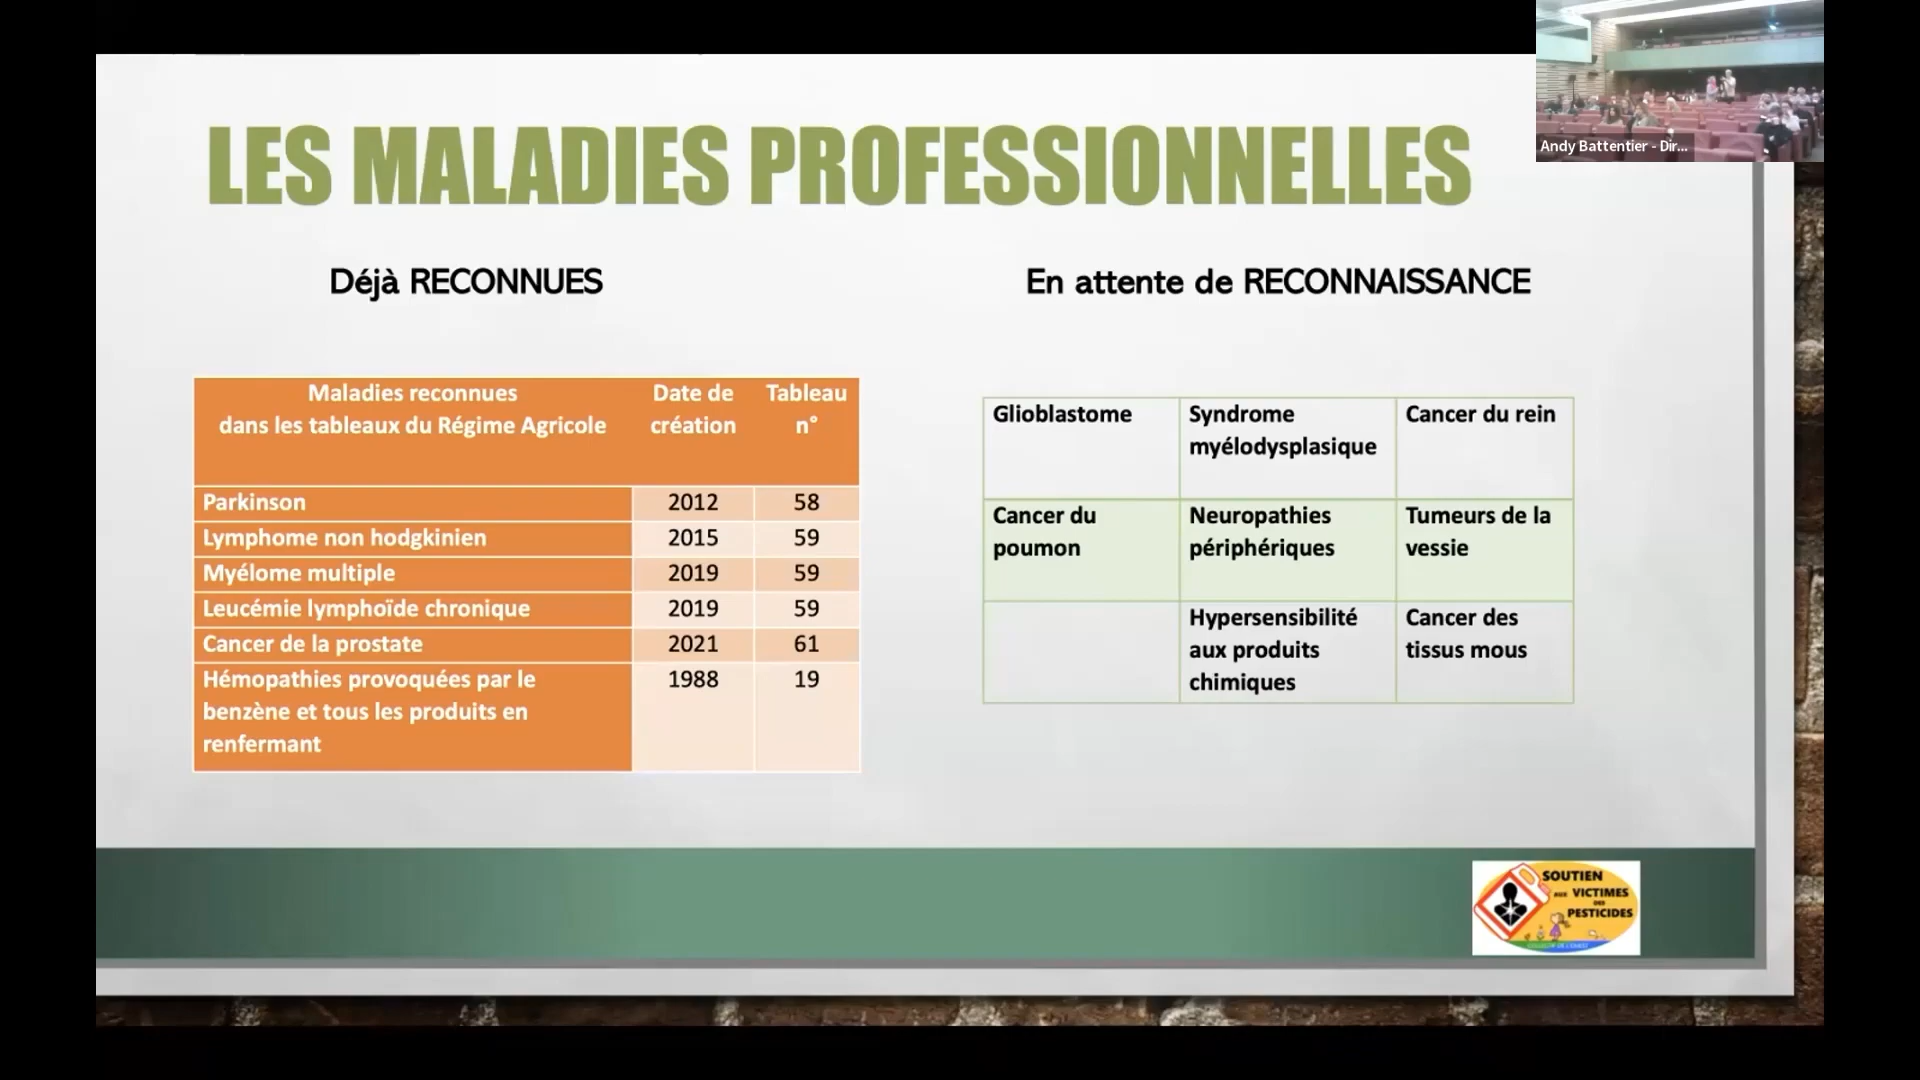 Andy Battentier - Dir...
LES MALADIES PROFESSIONNELLES
Déjà RECONNUES
En attente de RECONNAISSANCE
Maladies reconnues
dans les tableaux du Régime Agricole
Date de
création
Tableau
n°
Parkinson 2012 58
Lymphome non hodgkinien 2015 59
Myélome multiple 2019 59
Leucémie lymphoïde chronique 2019 59
Cancer de la prostate 2021 61
Hémopathies provoquées par le 1988 19
benzène et tous les produits en
renfermant
Glioblastome
Syndrome
myélodysplasique
Cancer du rein
Cancer du
poumon
Neuropathies
périphériques
Tumeurs de la
vessie
Hypersensibilité
aux produits
chimiques
Cancer des
tissus mous
SOUTIEN
AUX VICTIMES
DES
PESTICIDES
COLLECTIF DE L'OUEST